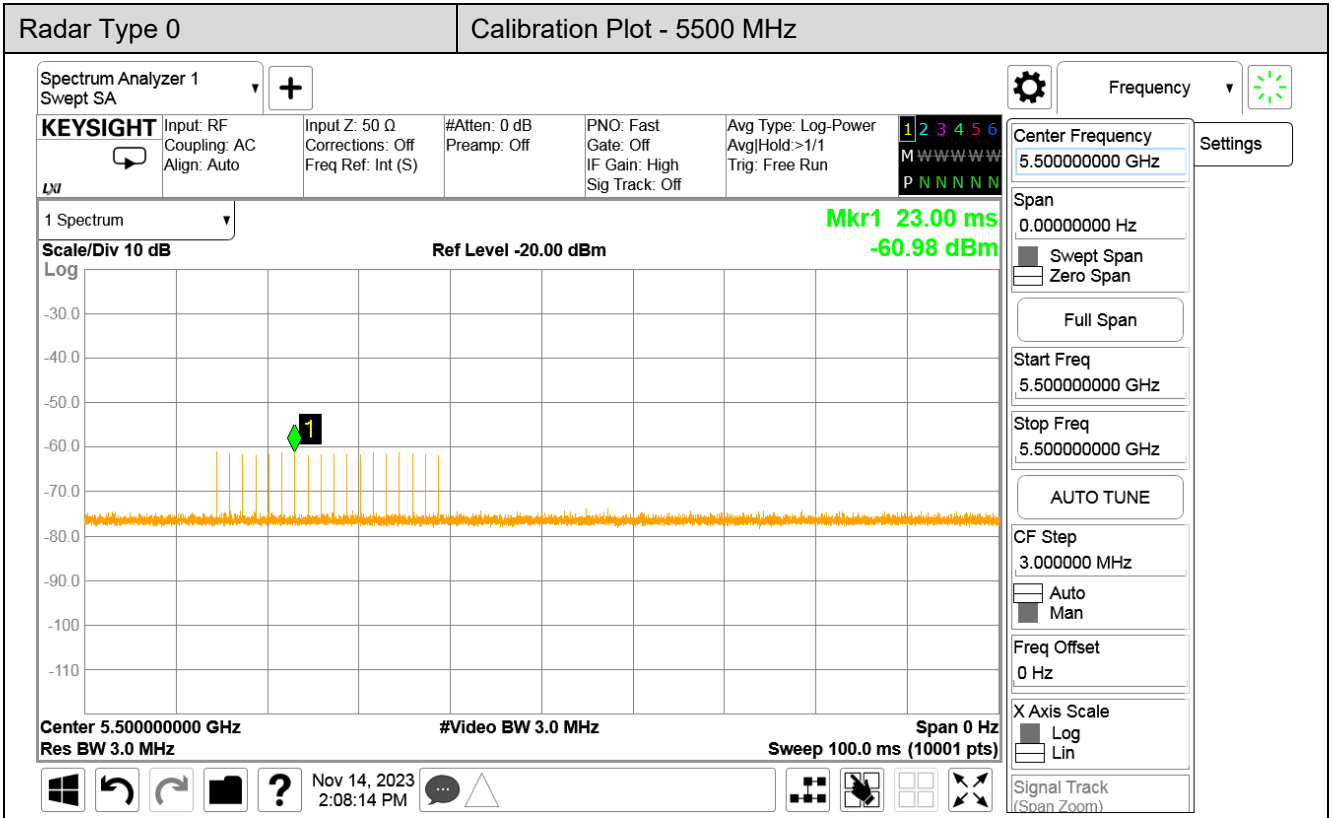 Radar Type 0
Calibration Plot - 5500 MHz
Spectrum Analyzer 1
Swept SA
Frequency
KEYSIGHT
LXI
Input: RF
Coupling: AC
Align: Auto
Input Z: 50 Ω
Corrections: Off
Freq Ref: Int (S)
#Atten: 0 dB
Preamp: Off
PNO: Fast
Gate: Off
IF Gain: High
Sig Track: Off
Avg Type: Log-Power
Avg|Hold:>1/1
Trig: Free Run
1 2 3 4 5 6
M W W W W W
P N N N N N
Center Frequency
5.500000000 GHz
Settings
Span
0.00000000 Hz
Swept Span
Zero Span
Full Span
Start Freq
5.500000000 GHz
Stop Freq
5.500000000 GHz
AUTO TUNE
CF Step
3.000000 MHz
Auto
Man
Freq Offset
0 Hz
X Axis Scale
Log
Lin
Signal Track
(Span Zoom)
1 Spectrum
Mkr1 23.00 ms
-60.98 dBm
Scale/Div 10 dB
Ref Level -20.00 dBm
Log
-30.0
-40.0
-50.0
1
-60.0
-70.0
-80.0
-90.0
-100
-110
Center 5.500000000 GHz
#Video BW 3.0 MHz
Span 0 Hz
Res BW 3.0 MHz
Sweep 100.0 ms (10001 pts)
?
Nov 14, 2023
2:08:14 PM